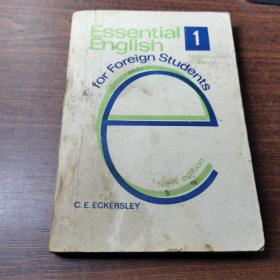 Essential
English
1
for Foreign Students
New edition
C. E. ECKERSLEY